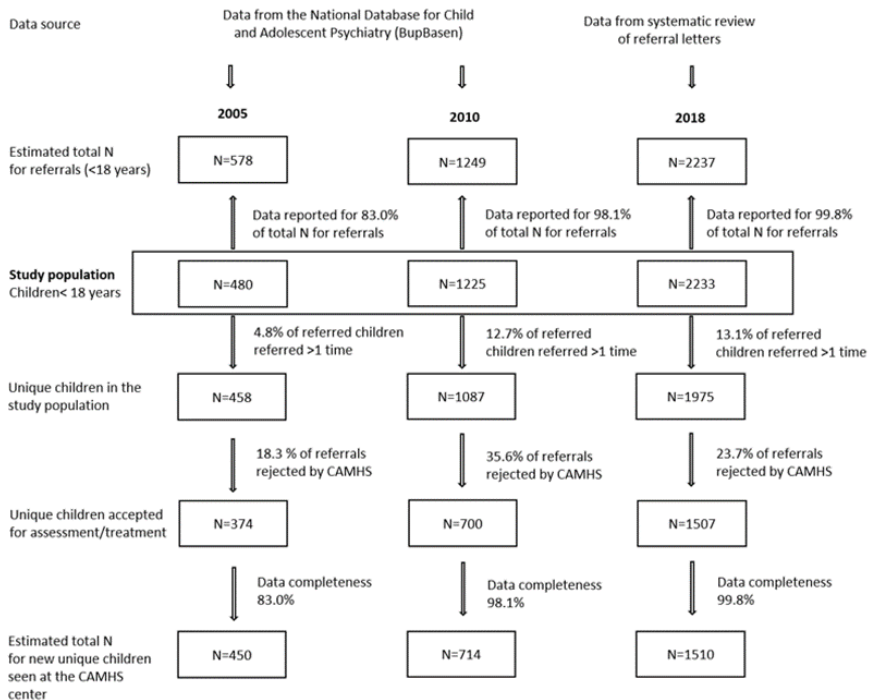 Data source
Data from the National Database for Child
and Adolescent Psychiatry (BupBasen)
Data from systematic review
of referral letters
2005
2010
2018
Estimated total N
for referrals (<18 years)
N=578
N=1249
N=2237
Data reported for 83.0%
of total N for referrals
Data reported for 98.1%
of total N for referrals
Data reported for 99.8%
of total N for referrals
Study population
Children< 18 years
N=480
N=1225
N=2233
4.8% of referred children
referred >1 time
12.7% of referred
children referred >1 time
13.1% of referred
children referred >1 time
Unique children in the
study population
N=458
N=1087
N=1975
18.3 % of referrals
rejected by CAMHS
35.6% of referrals
rejected by CAMHS
23.7% of referrals
rejected by CAMHS
Unique children accepted
for assessment/treatment
N=374
N=700
N=1507
Data completeness
83.0%
Data completeness
98.1%
Data completeness
99.8%
Estimated total N
for new unique children
seen at the CAMHS
center
N=450
N=714
N=1510